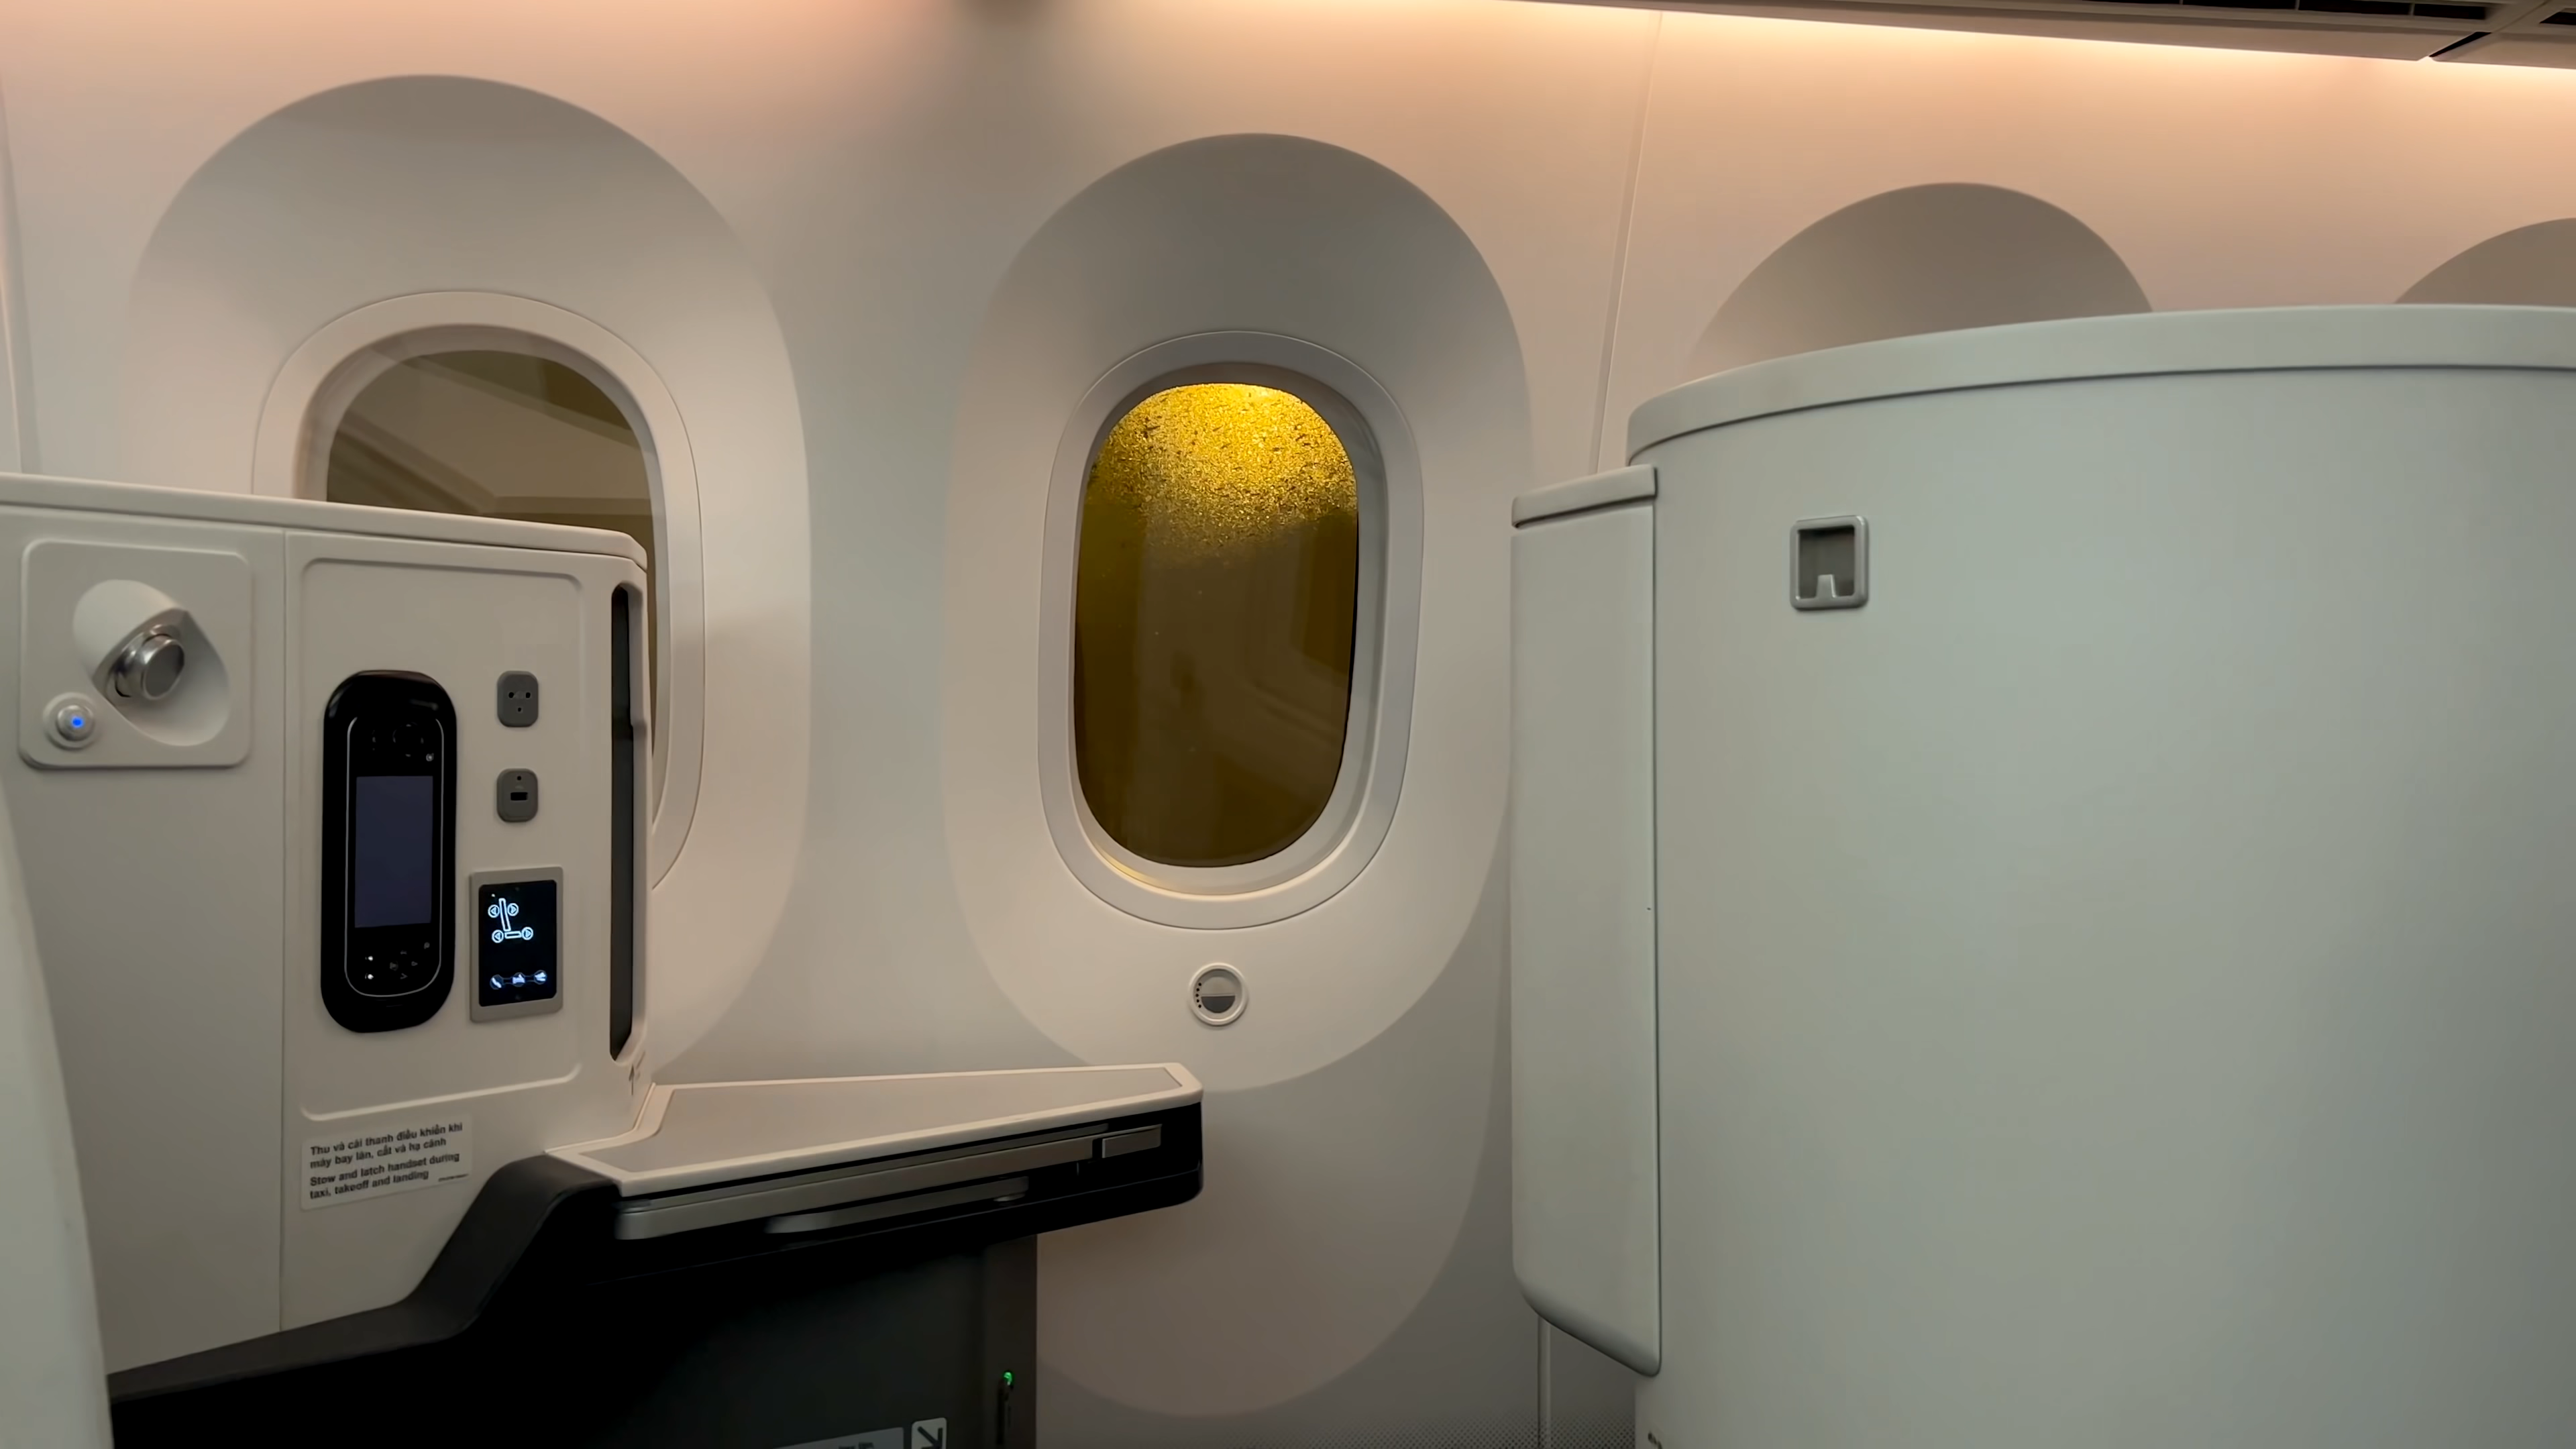 Thu và cài thanh điều khiển khi
máy bay lăn, cất và hạ cánh
Stow and latch handset during
taxi, takeoff and landing